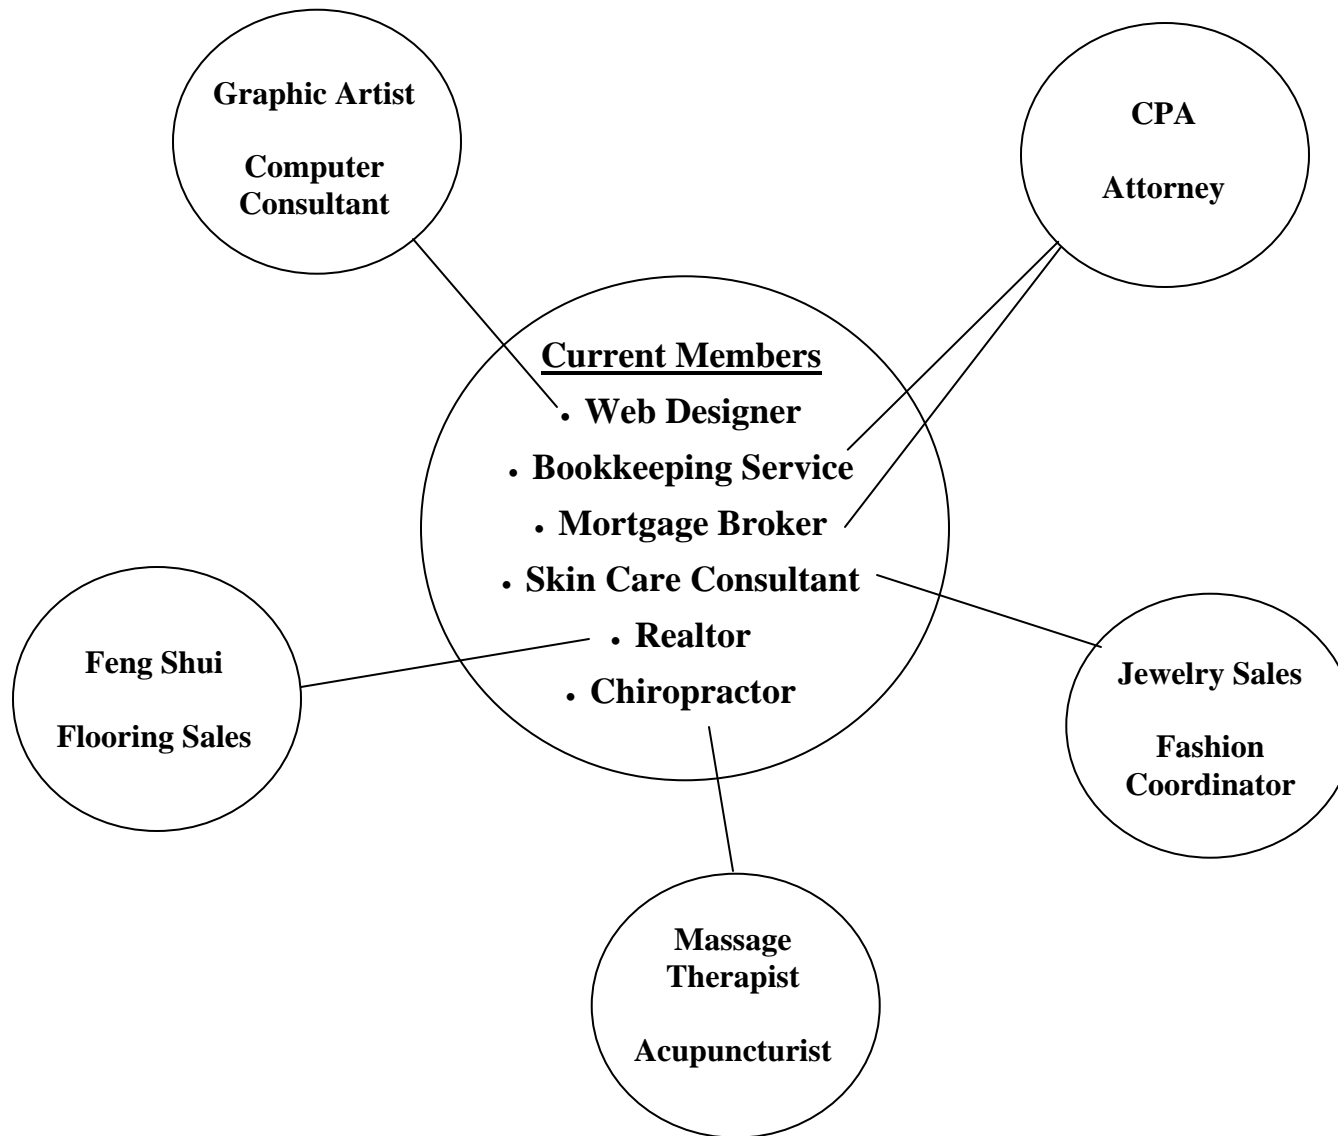 Graphic Artist
Computer
Consultant
CPA
Attorney
Current Members
• Web Designer
• Bookkeeping Service
• Mortgage Broker
• Skin Care Consultant
• Realtor
• Chiropractor
Feng Shui
Flooring Sales
Jewelry Sales
Fashion
Coordinator
Massage
Therapist
Acupuncturist